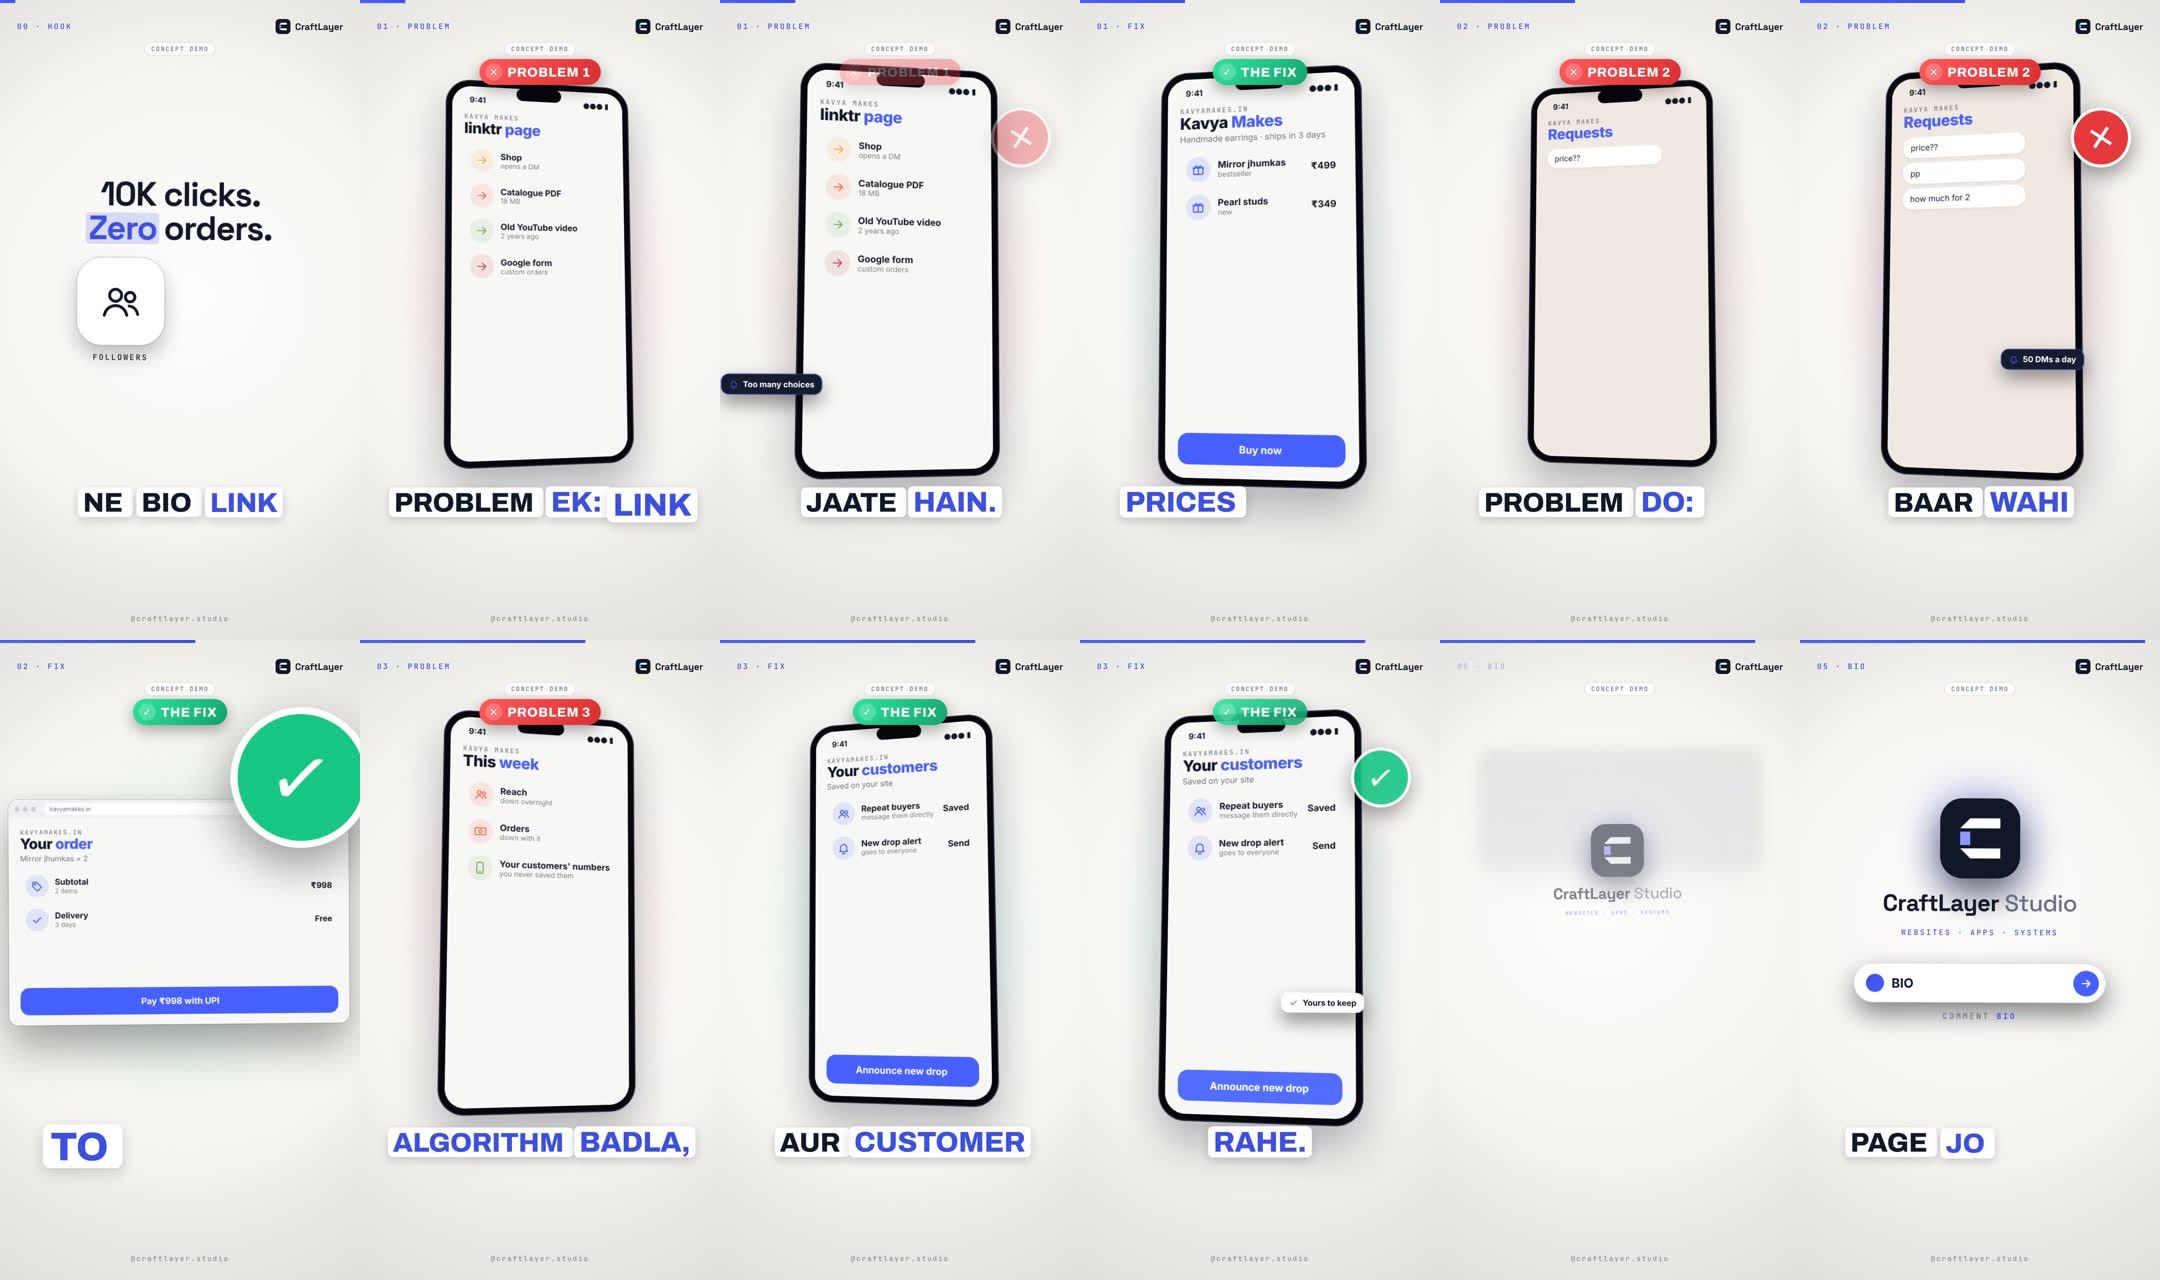 00 · HOOK
CraftLayer
CONCEPT DEMO
10K clicks.
Zero orders.
FOLLOWERS
NE BIO LINK
@craftlayer.studio
01 · PROBLEM
CraftLayer
CONCEPT DEMO
PROBLEM 1
9:41
KAVYA MAKES
linktr page
Shop
opens a DM
Catalogue PDF
18 MB
Old YouTube video
2 years ago
Google form
custom orders
PROBLEM EK: LINK
@craftlayer.studio
01 · PROBLEM
CraftLayer
CONCEPT DEMO
PROBLEM 1
9:41
KAVYA MAKES
linktr page
Shop
opens a DM
Catalogue PDF
18 MB
Old YouTube video
2 years ago
Google form
custom orders
Too many choices
JAATE HAIN.
@craftlayer.studio
01 · FIX
CraftLayer
CONCEPT DEMO
THE FIX
9:41
KAVYAMAKES.IN
Kavya Makes
Handmade earrings · ships in 3 days
Mirror jhumkas ₹499
bestseller
Pearl studs ₹349
new
Buy now
PRICES
@craftlayer.studio
02 · PROBLEM
CraftLayer
CONCEPT DEMO
PROBLEM 2
9:41
KAVYA MAKES
Requests
price??
PROBLEM DO:
@craftlayer.studio
02 · PROBLEM
CraftLayer
CONCEPT DEMO
PROBLEM 2
9:41
KAVYA MAKES
Requests
price??
pp
how much for 2
50 DMs a day
BAAR WAHI
@craftlayer.studio
02 · FIX
CraftLayer
CONCEPT DEMO
THE FIX
kavyamakes.in
KAVYAMAKES.IN
Your order
Mirror jhumkas × 2
Subtotal ₹998
2 items
Delivery Free
3 days
Pay ₹998 with UPI
TO
@craftlayer.studio
03 · PROBLEM
CraftLayer
CONCEPT DEMO
PROBLEM 3
9:41
KAVYA MAKES
This week
Reach
down overnight
Orders
down with it
Your customers' numbers
you never saved them
ALGORITHM BADLA,
@craftlayer.studio
03 · FIX
CraftLayer
CONCEPT DEMO
THE FIX
9:41
KAVYAMAKES.IN
Your customers
Saved on your site
Repeat buyers Saved
message them directly
New drop alert Send
goes to everyone
Announce new drop
AUR CUSTOMER
@craftlayer.studio
03 · FIX
CraftLayer
CONCEPT DEMO
THE FIX
9:41
KAVYAMAKES.IN
Your customers
Saved on your site
Repeat buyers Saved
message them directly
New drop alert Send
goes to everyone
Yours to keep
Announce new drop
RAHE.
@craftlayer.studio
05 · BIO
CraftLayer
CONCEPT DEMO
CraftLayer Studio
WEBSITES · APPS · SYSTEMS
@craftlayer.studio
05 · BIO
CraftLayer
CONCEPT DEMO
CraftLayer Studio
WEBSITES · APPS · SYSTEMS
BIO
COMMENT BIO
PAGE JO
@craftlayer.studio